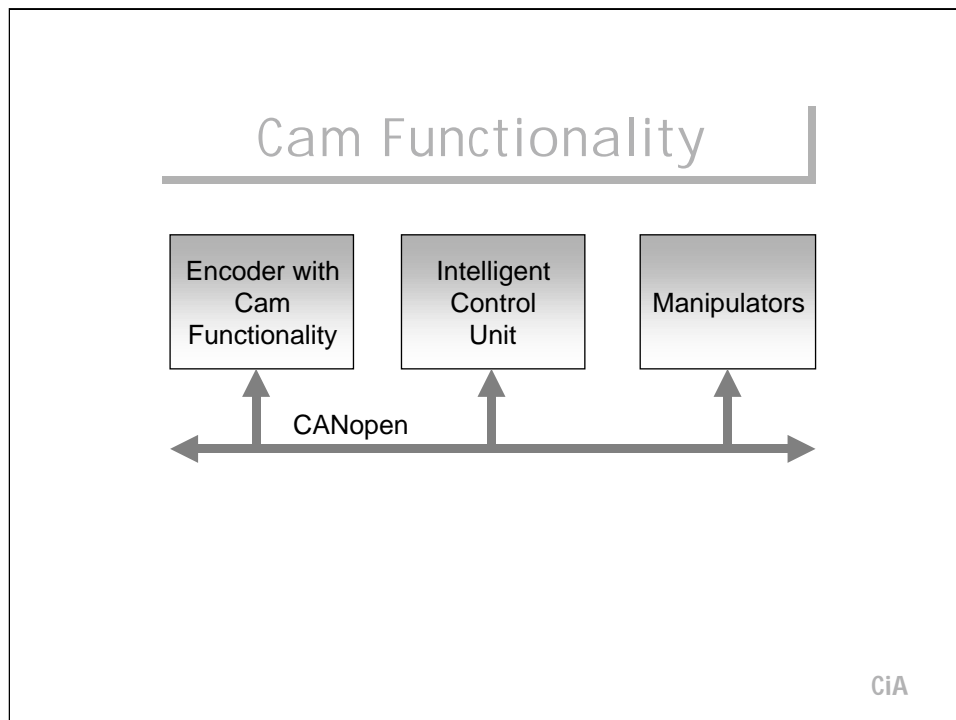 Cam Functionality
Encoder with
Cam
Functionality
Intelligent
Control
Unit
Manipulators
CANopen
CiA